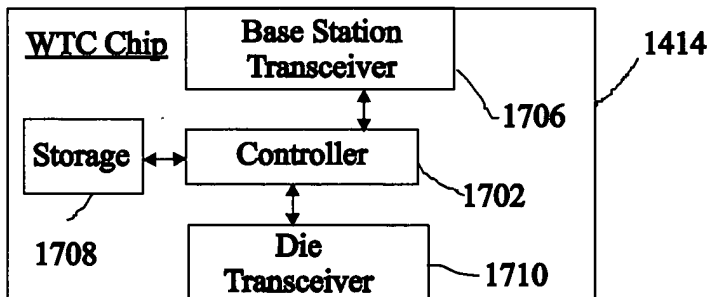 WTC Chip
Base Station
Transceiver
1414
1706
Storage
Controller
1702
1708
Die
Transceiver
1710